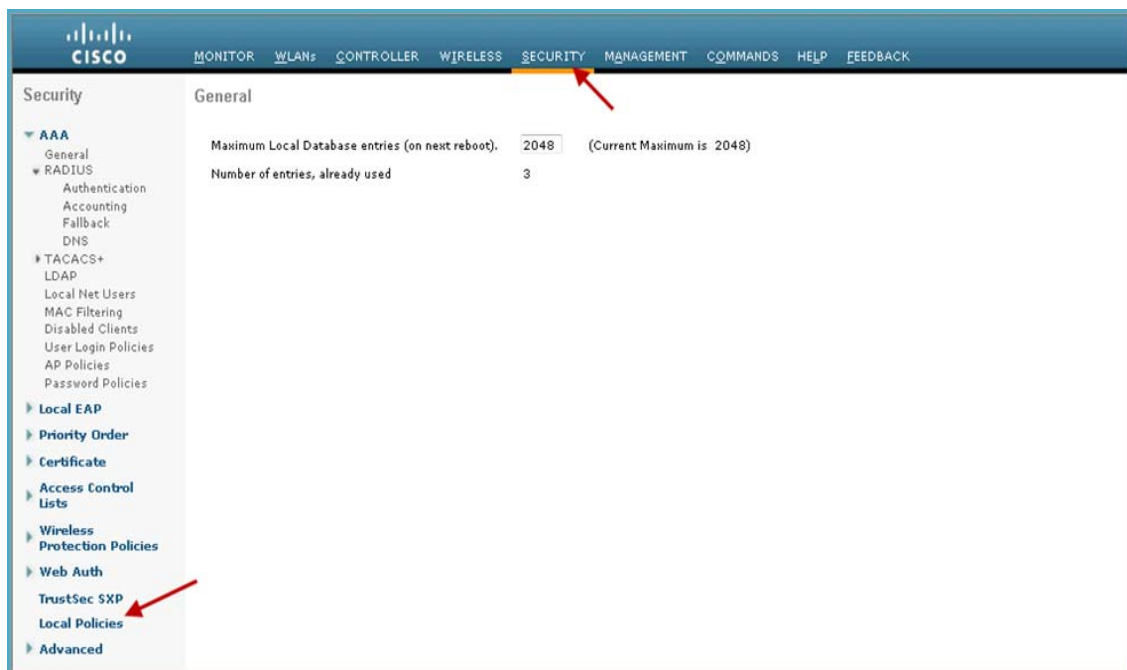 CISCO
MONITOR WLANs CONTROLLER WIRELESS SECURITY MANAGEMENT COMMANDS HELP FEEDBACK
Security
AAA
General
RADIUS
Authentication
Accounting
Fallback
DNS
TACACS+
LDAP
Local Net Users
MAC Filtering
Disabled Clients
User Login Policies
AP Policies
Password Policies
Local EAP
Priority Order
Certificate
Access Control
Lists
Wireless
Protection Policies
Web Auth
TrustSec SXP
Local Policies
Advanced
General
Maximum Local Database entries (on next reboot). 2048 (Current Maximum is 2048)
Number of entries, already used 3